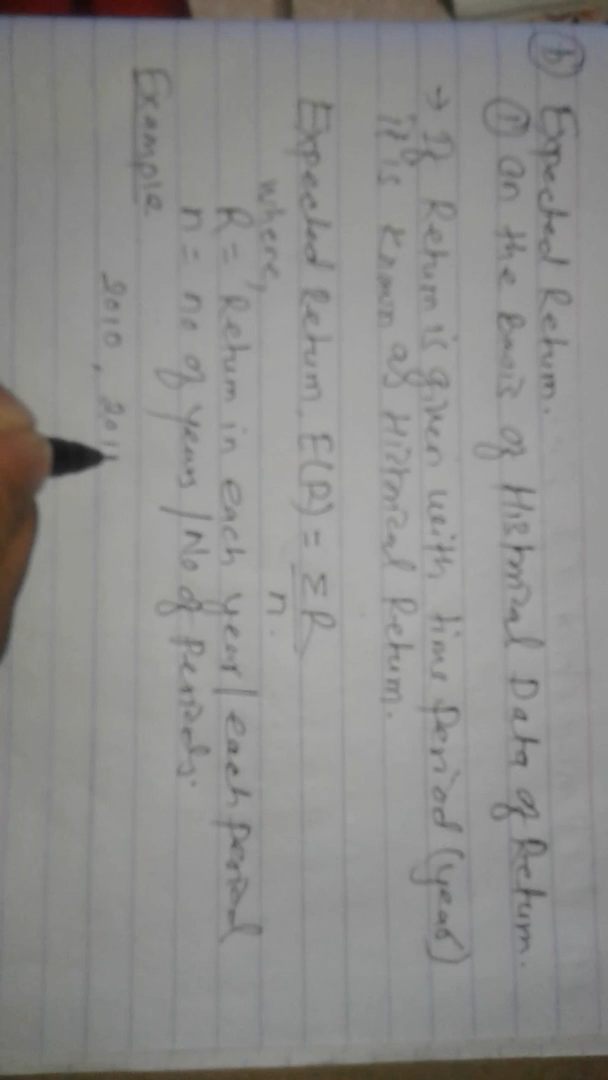 (b) Expected Return.
(1) on the Basis of Historical Data of Return.
→ If Return is given with time Period (year)
it is known as Historical Return.
Expected Return, E(R) = ΣR
n.
where,
R = Return in each year / each period
n = no of years / No of Periods.
Example
2010, 2011